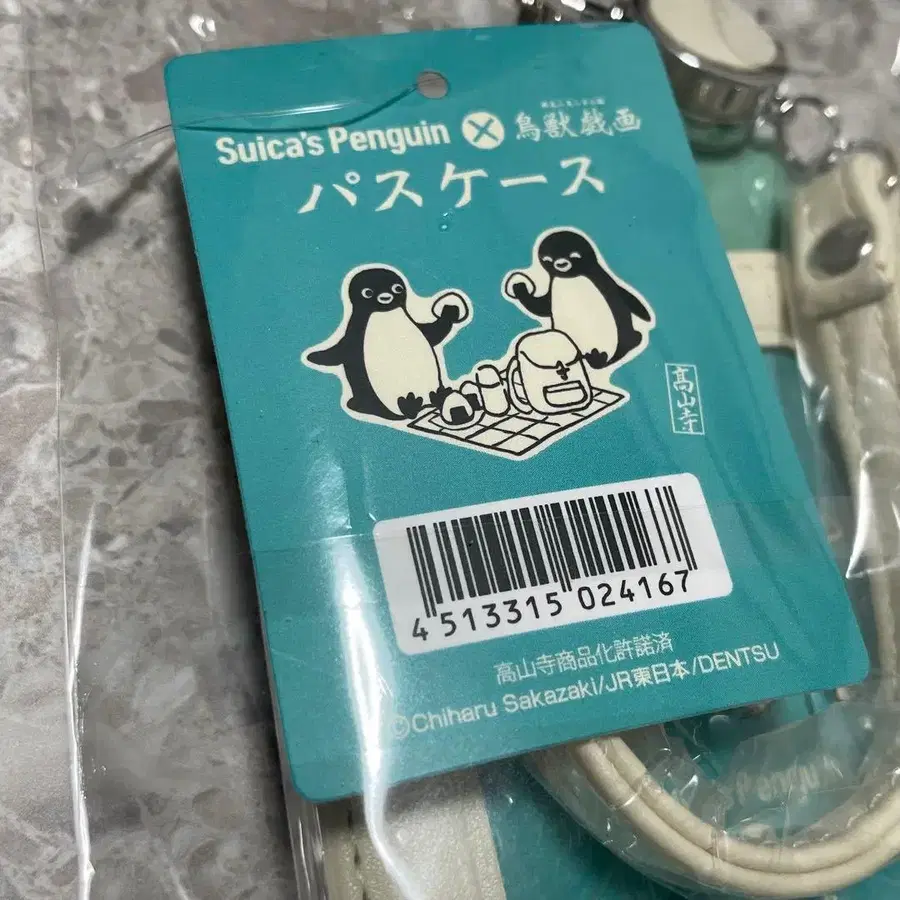 Suica's Penguin × 鳥獣戯画
パスケース
高山寺
4 513315 024167
高山寺商品化許諾済
©Chiharu Sakazaki/JR東日本/DENTSU
's Penguin